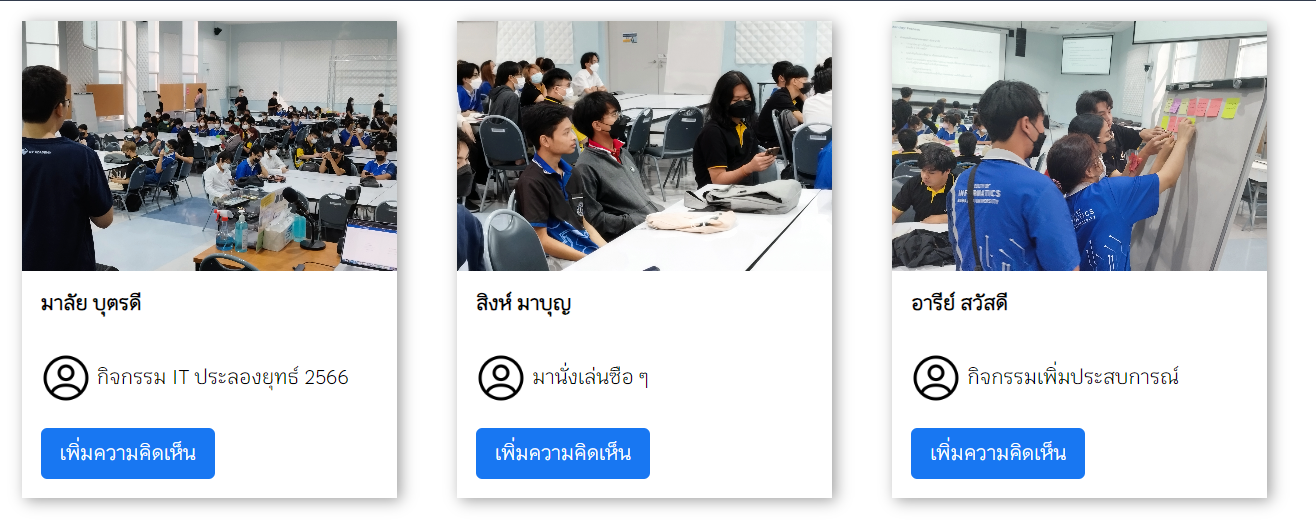 มาลัย บุตรดี
กิจกรรม IT ประลองยุทธ์ 2566
เพิ่มความคิดเห็น
สิงห์ มาบุญ
มานั่งเล่นซือ ๆ
เพิ่มความคิดเห็น
INFORMATICS
อารีย์ สวัสดี
กิจกรรมเพิ่มประสบการณ์
เพิ่มความคิดเห็น